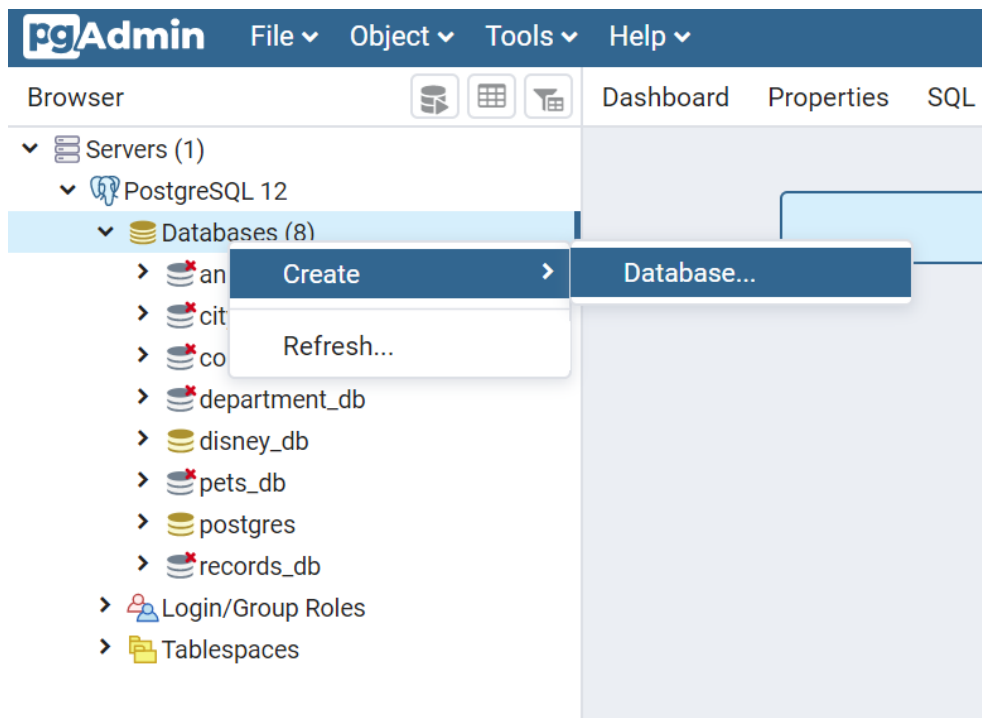 pgAdmin File Object Tools Help
Browser Dashboard Properties SQL
Servers (1)
PostgreSQL 12
Databases (8)
Create Database...
Refresh...
department_db
disney_db
pets_db
postgres
records_db
Login/Group Roles
Tablespaces